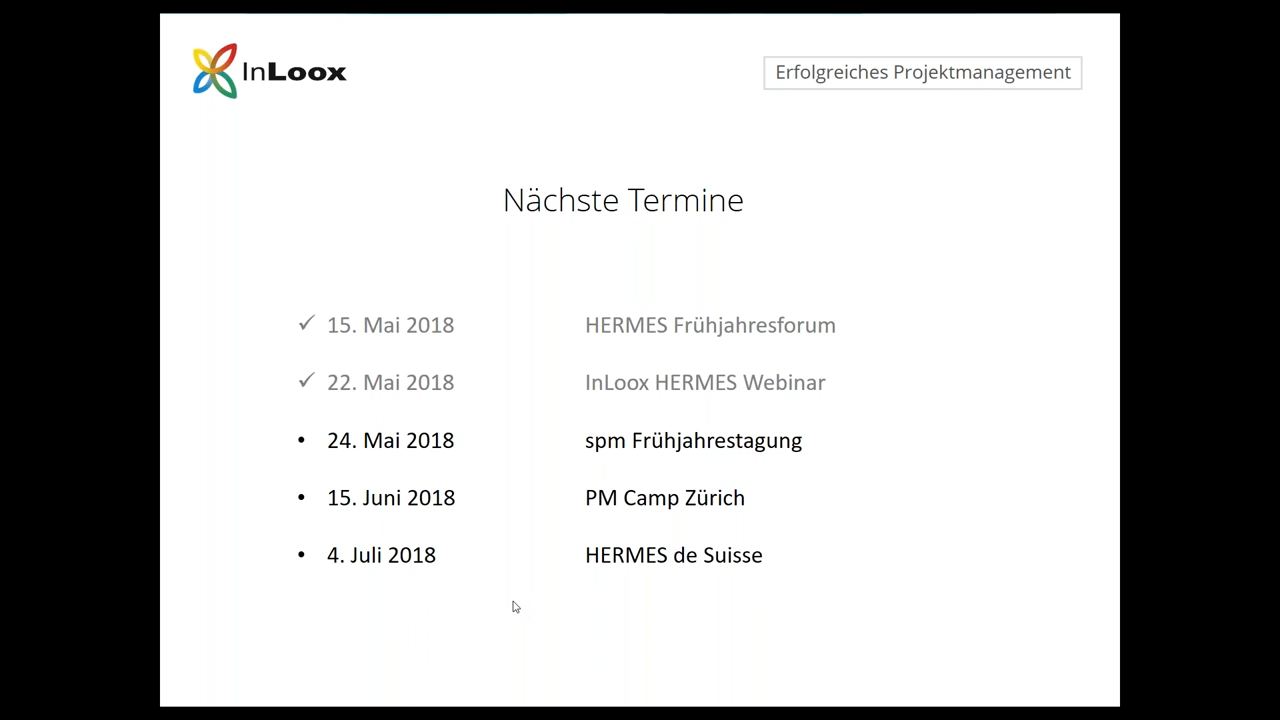 InLoox
Erfolgreiches Projektmanagement
Nächste Termine
✓ 15. Mai 2018 HERMES Frühjahresforum
✓ 22. Mai 2018 InLoox HERMES Webinar
• 24. Mai 2018 spm Frühjahrestagung
• 15. Juni 2018 PM Camp Zürich
• 4. Juli 2018 HERMES de Suisse